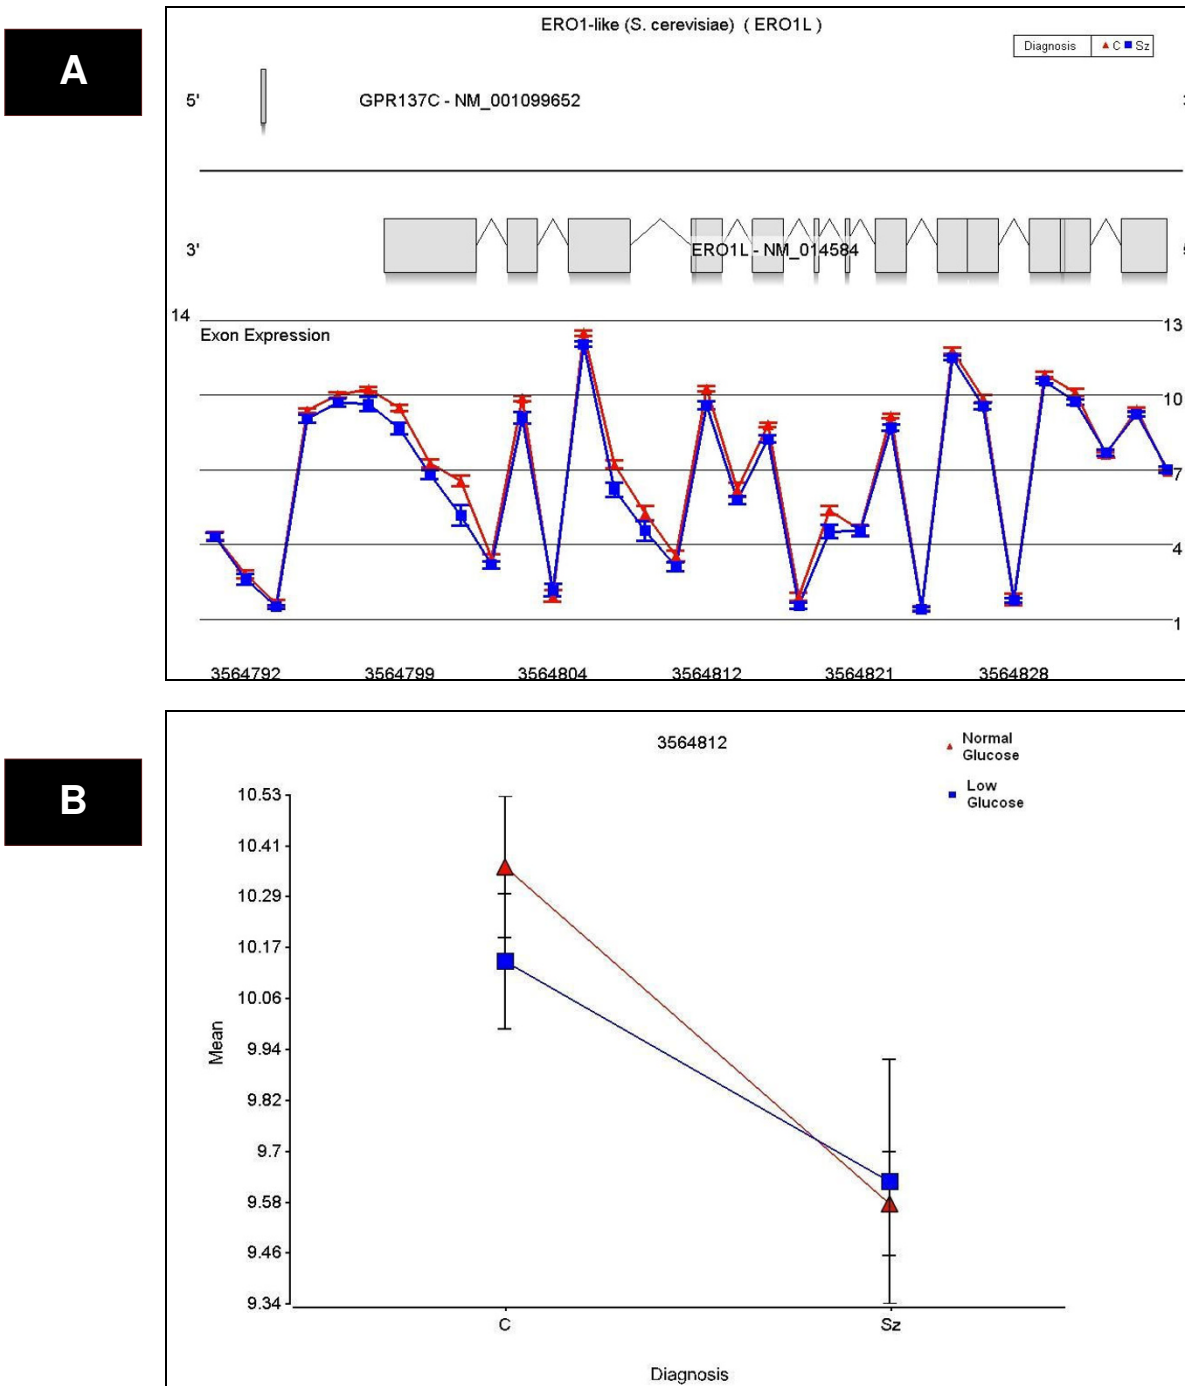 A
ERO1-like (S. cerevisiae) ( ERO1L )
Diagnosis C Sz
5' GPR137C - NM_001099652
3' ERO1L - NM_014584
14 13
Exon Expression
10
7
4
1
3564792 3564799 3564804 3564812 3564821 3564828
B
3564812
Normal
Glucose
Low
Glucose
10.53
10.41
10.29
10.17
10.06
9.94
9.82
9.7
9.58
9.46
9.34
Mean
C Sz
Diagnosis